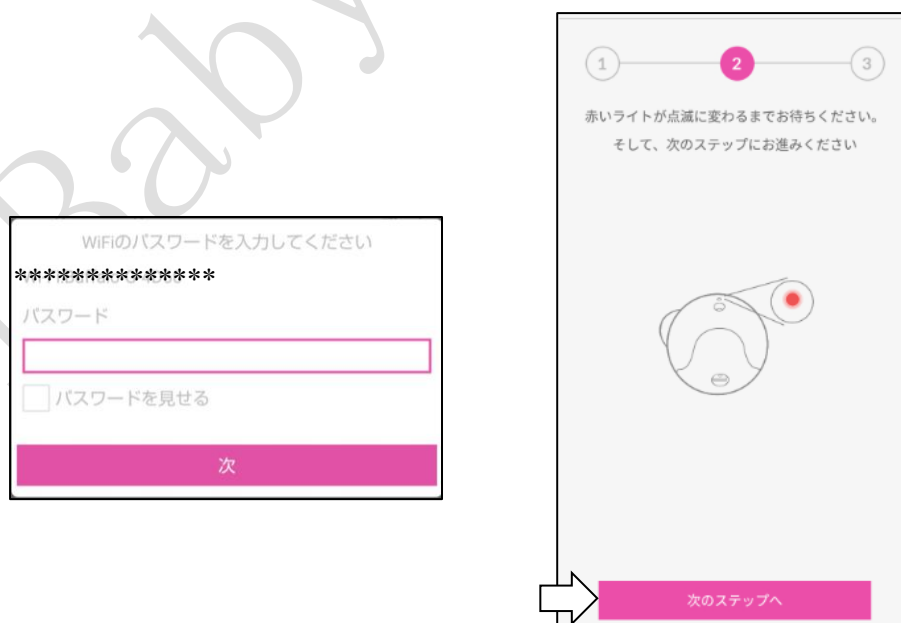 Baby
WiFiのパスワードを入力してください
**************
パスワード
パスワードを見せる
次
1
2
3
赤いライトが点滅に変わるまでお待ちください。
そして、次のステップにお進みください
次のステップへ